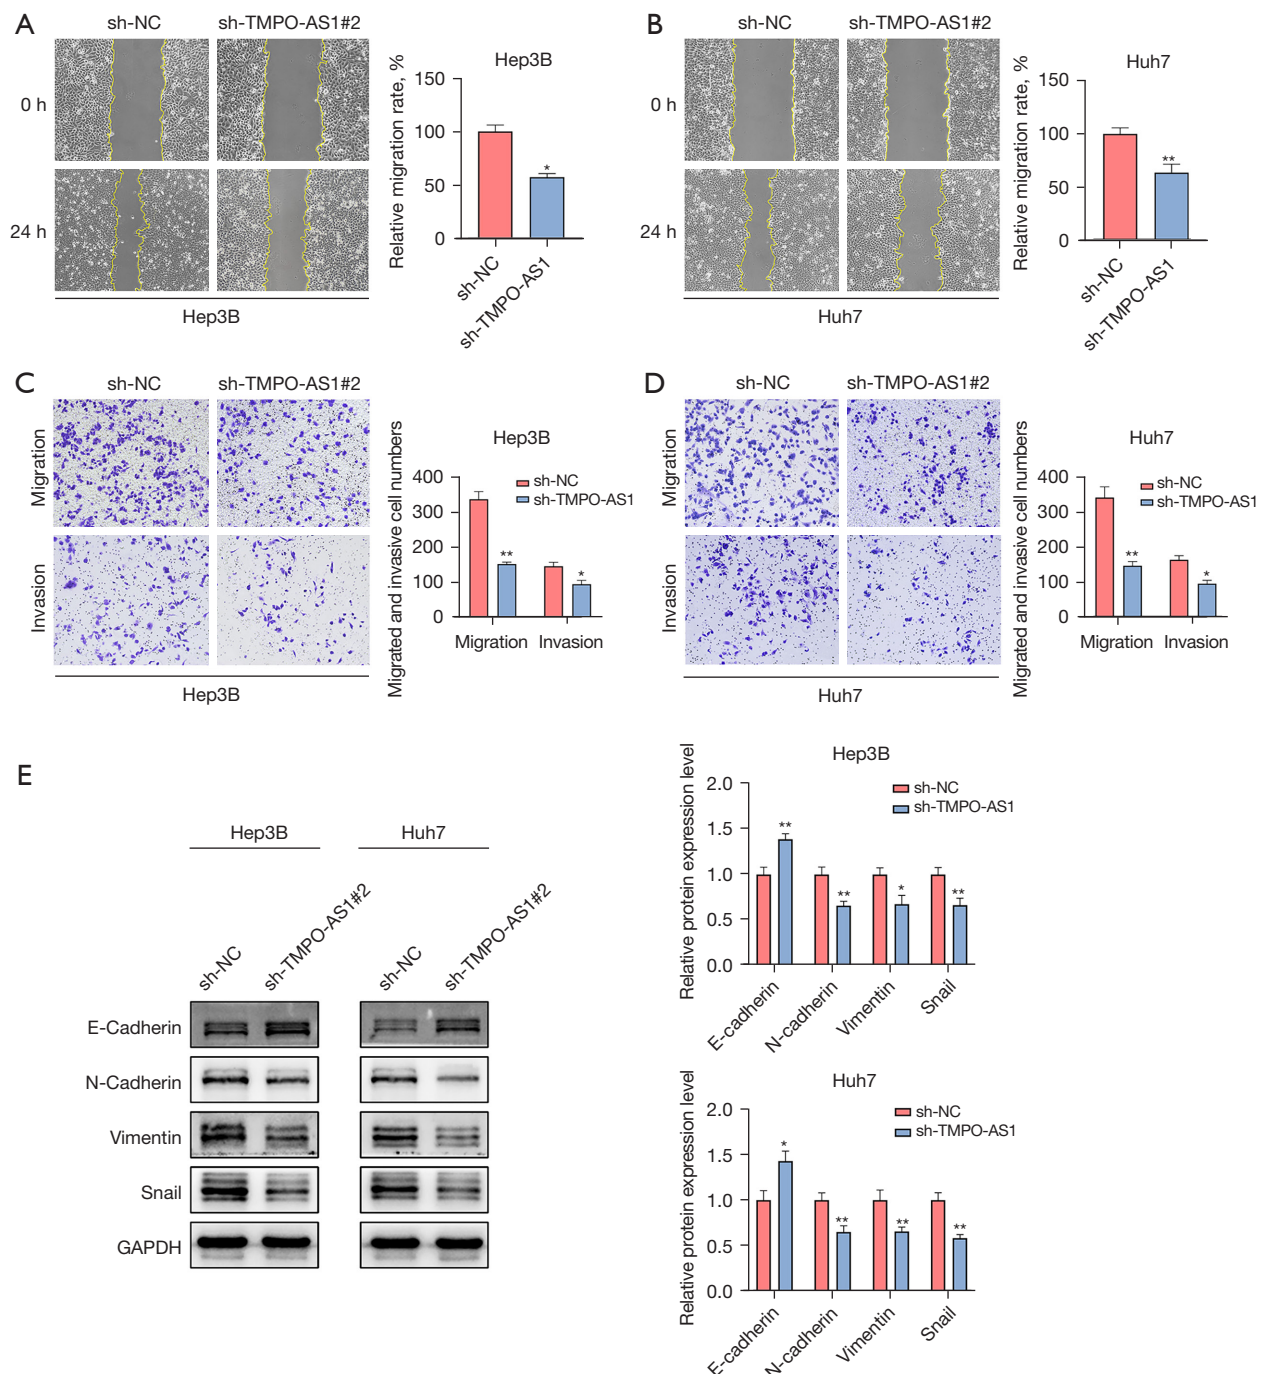 A
sh-NC
sh-TMPO-AS1#2
0 h
24 h
Hep3B
Hep3B
Relative migration rate, %
150
100
50
0
*
sh-NC
sh-TMPO-AS1
B
sh-NC
sh-TMPO-AS1#2
0 h
24 h
Huh7
Huh7
Relative migration rate, %
150
100
50
0
**
sh-NC
sh-TMPO-AS1
C
sh-NC
sh-TMPO-AS1#2
Migration
Invasion
Hep3B
Hep3B
Migrated and invasive cell numbers
400
300
200
100
0
sh-NC
sh-TMPO-AS1
**
*
Migration
Invasion
D
sh-NC
sh-TMPO-AS1#2
Migration
Invasion
Huh7
Huh7
Migrated and invasive cell numbers
400
300
200
100
0
sh-NC
sh-TMPO-AS1
**
*
Migration
Invasion
E
Hep3B
Huh7
sh-NC
sh-TMPO-AS1#2
sh-NC
sh-TMPO-AS1#2
E-Cadherin
N-Cadherin
Vimentin
Snail
GAPDH
Hep3B
Relative protein expression level
2.0
1.5
1.0
0.5
0.0
sh-NC
sh-TMPO-AS1
**
**
*
**
E-cadherin
N-cadherin
Vimentin
Snail
Huh7
Relative protein expression level
2.0
1.5
1.0
0.5
0.0
sh-NC
sh-TMPO-AS1
*
**
**
**
E-cadherin
N-cadherin
Vimentin
Snail